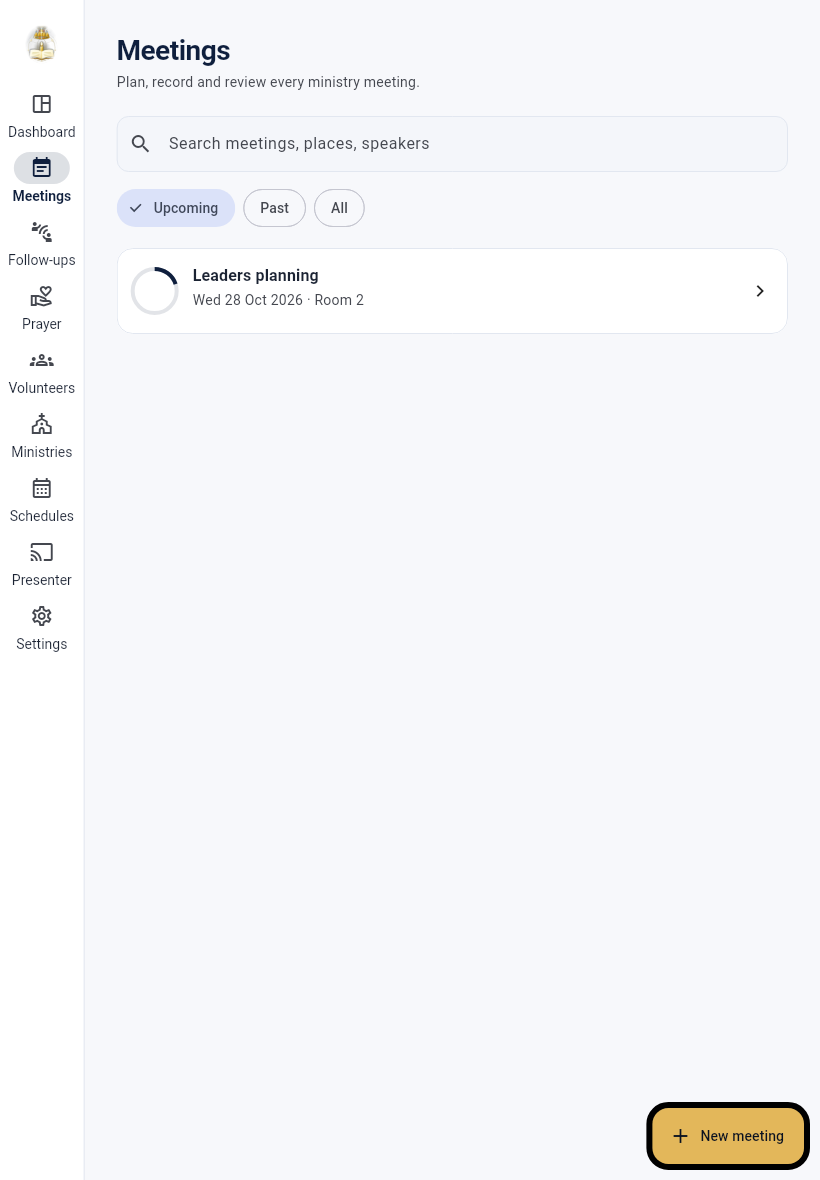 Meetings
Plan, record and review every ministry meeting.
Search meetings, places, speakers
Upcoming
Past
All
Leaders planning
Wed 28 Oct 2026 · Room 2
Dashboard
Meetings
Follow-ups
Prayer
Volunteers
Ministries
Schedules
Presenter
Settings
New meeting